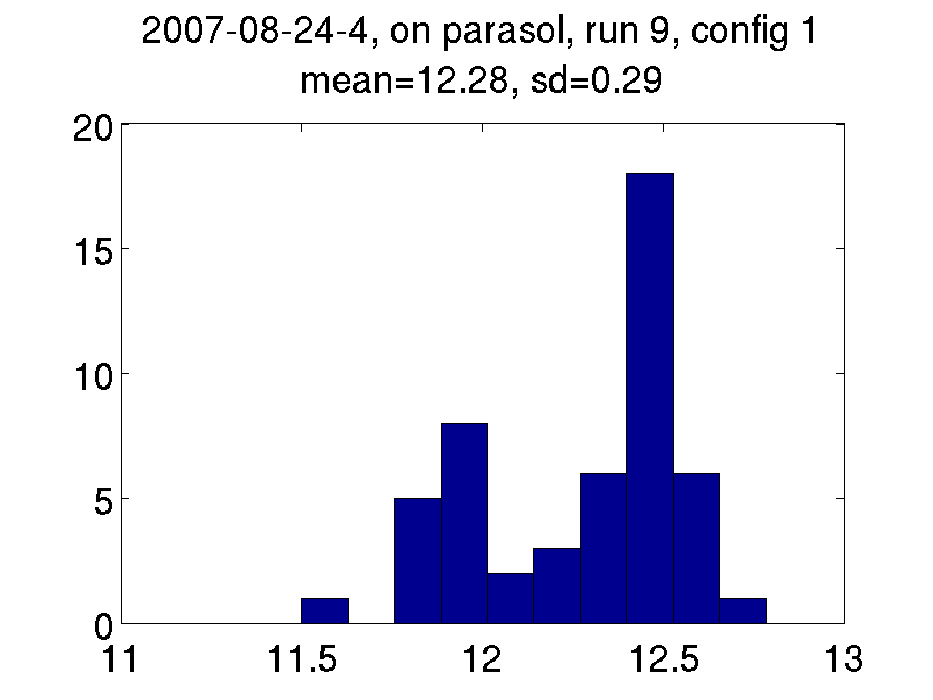 2007-08-24-4, on parasol, run 9, config 1
mean=12.28, sd=0.29
20
15
10
5
0
11 11.5 12 12.5 13